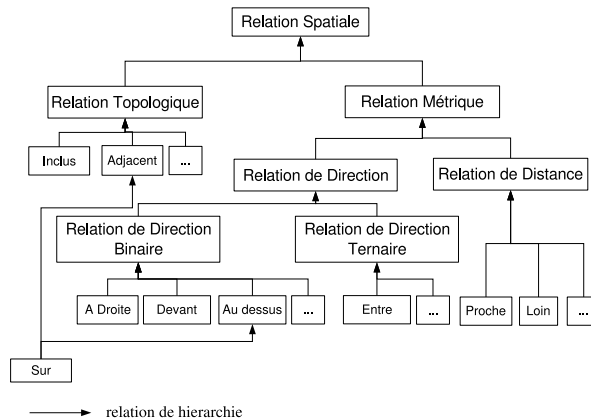 Relation Spatiale
Relation Topologique
Relation Métrique
Inclus
Adjacent
...
Relation de Direction
Relation de Distance
Relation de Direction
Binaire
Relation de Direction
Ternaire
A Droite
Devant
Au dessus
...
Entre
...
Proche
Loin
...
Sur
relation de hierarchie